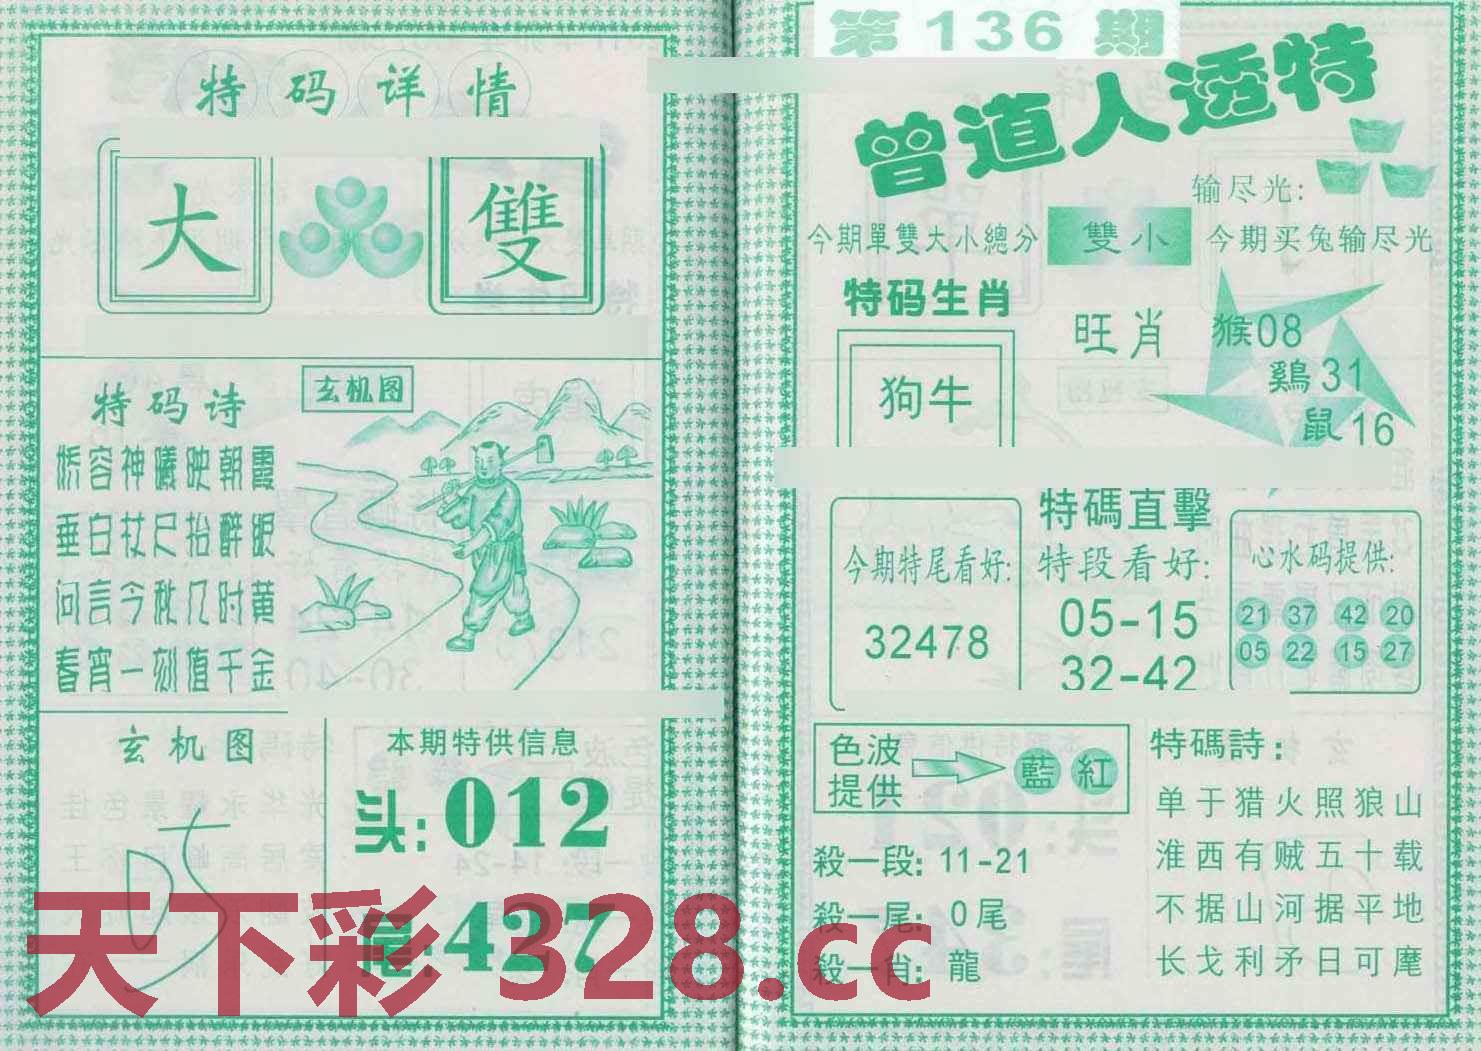 特码详情
大 雙
特码诗
玄机图
娇容神曦映朝霞
垂白杖尺抬醉眼
问言今秋几时黄
春宵一刻值千金
玄机图
本期特供信息
头:012
尾:427
天下彩 328.cc
第136期
曾道人透特
输尽光:
今期單雙大小總分 雙小 今期买兔输尽光
特码生肖
狗牛
旺肖
猴08
鷄31
鼠16
今期特尾看好:
32478
特碼直擊
特段看好:
05-15
32-42
心水码提供:
21 37 42 20
05 22 15 27
色波提供 藍 紅
殺一段: 11-21
殺一尾: 0尾
殺一肖: 龍
特碼詩:
单于猎火照狼山
淮西有贼五十载
不据山河据平地
长戈利矛日可麾